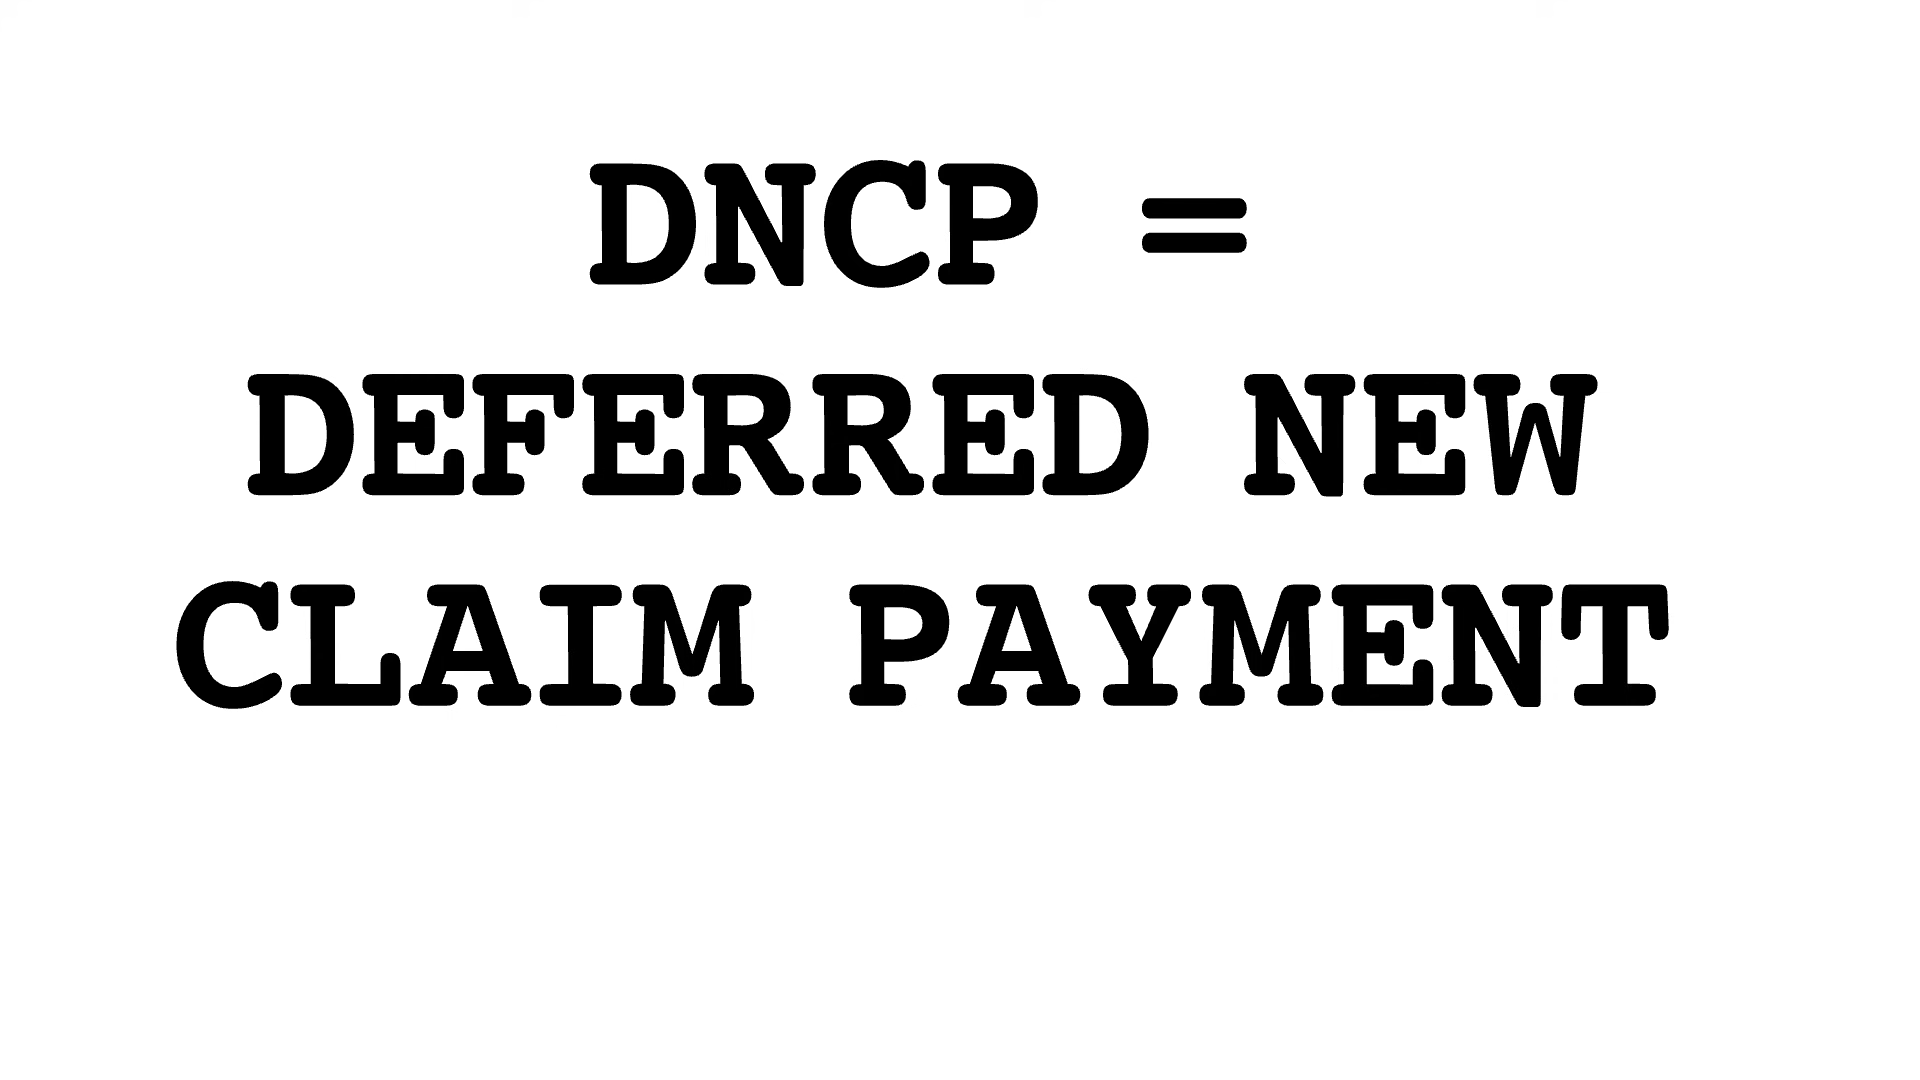 DNCP =
DEFERRED NEW
CLAIM PAYMENT